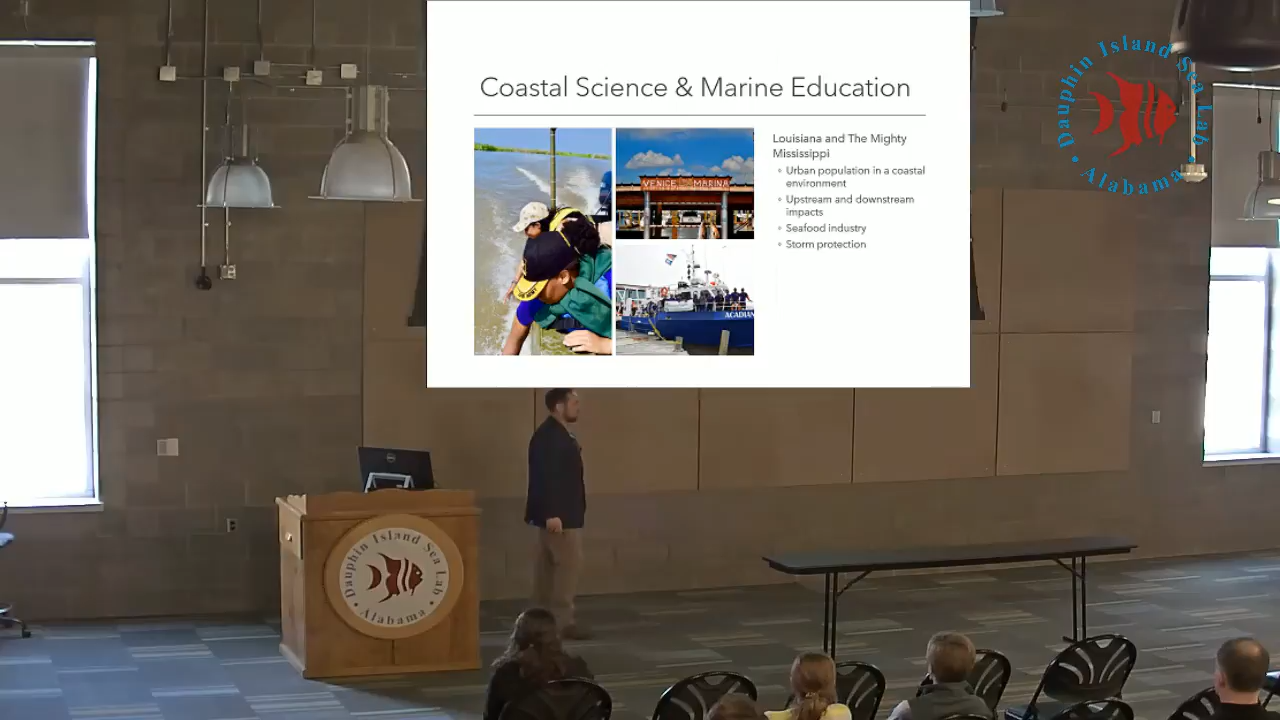 Coastal Science & Marine Education
Louisiana and The Mighty
Mississippi
Urban population in a coastal
environment
Upstream and downstream
impacts
Seafood industry
Storm protection
VENICE MARINA
ACADIAN
Dauphin Island Sea Lab
Alabama
DELL
Dauphin Island Sea Lab
Alabama